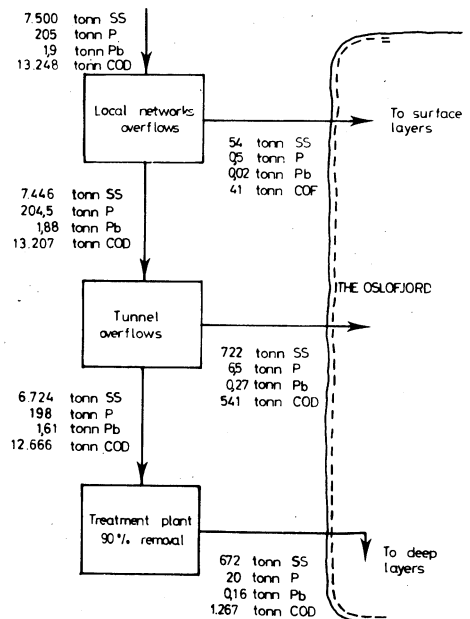 7.500 tonn SS
205 tonn P
1,9 tonn Pb
13.248 tonn COD
Local networks
overflows
To surface
layers
54 tonn SS
0,5 tonn P
0,02 tonn Pb
41 tonn COF
7.446 tonn SS
204,5 tonn P
1,88 tonn Pb
13.207 tonn COD
THE OSLOFJORD
Tunnel
overflows
722 tonn SS
6,5 tonn P
0,27 tonn Pb
541 tonn COD
6.724 tonn SS
198 tonn P
1,61 tonn Pb
12.666 tonn COD
Treatment plant
90% removal
To deep
layers
672 tonn SS
20 tonn P
0,16 tonn Pb
1.267 tonn COD